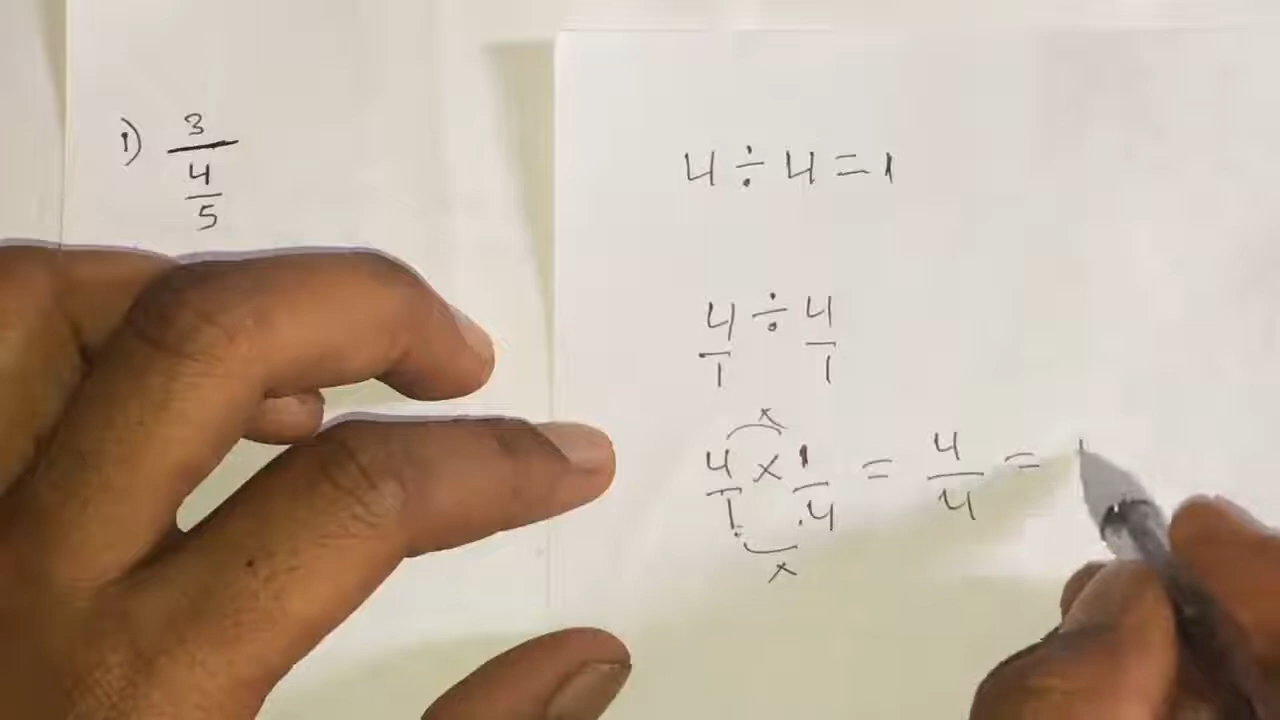 1) 3
4
5
4 ÷ 4 = 1
4 ÷ 4
1 1
x
4 x 1 = 4 =
1 4 4
x